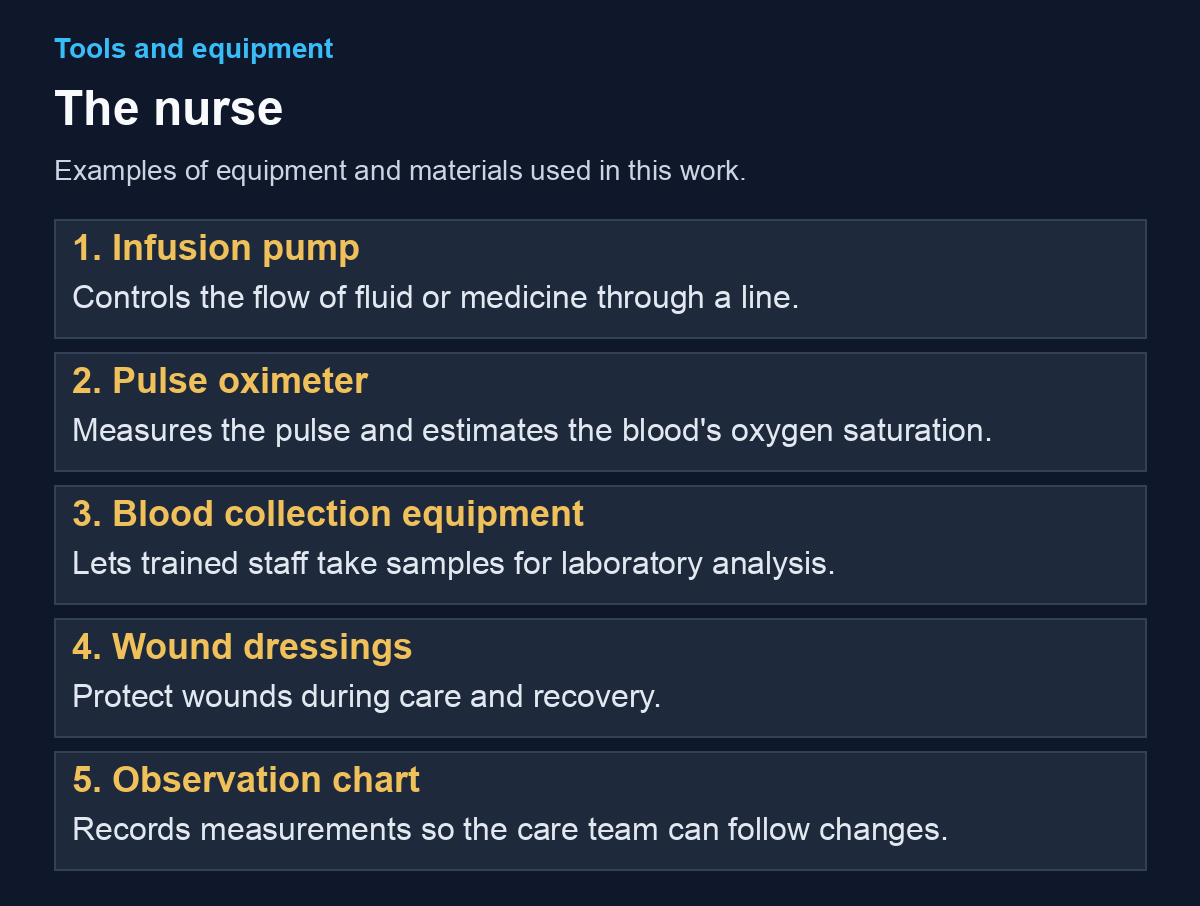 Tools and equipment
The nurse
Examples of equipment and materials used in this work.
1. Infusion pump
Controls the flow of fluid or medicine through a line.
2. Pulse oximeter
Measures the pulse and estimates the blood's oxygen saturation.
3. Blood collection equipment
Lets trained staff take samples for laboratory analysis.
4. Wound dressings
Protect wounds during care and recovery.
5. Observation chart
Records measurements so the care team can follow changes.